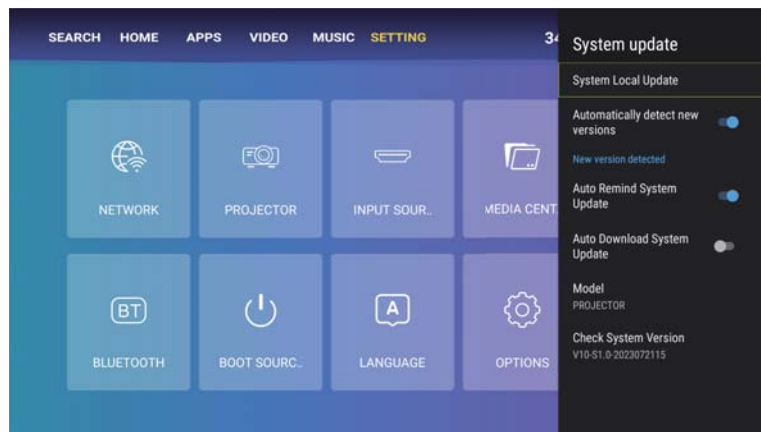 SEARCH HOME APPS VIDEO MUSIC SETTING 34
NETWORK
PROJECTOR
INPUT SOUR..
MEDIA CENT
BT
BLUETOOTH
BOOT SOURC..
A
LANGUAGE
OPTIONS
System update
System Local Update
Automatically detect new
versions
New version detected
Auto Remind System
Update
Auto Download System
Update
Model
PROJECTOR
Check System Version
V10-S1.0-2023072115